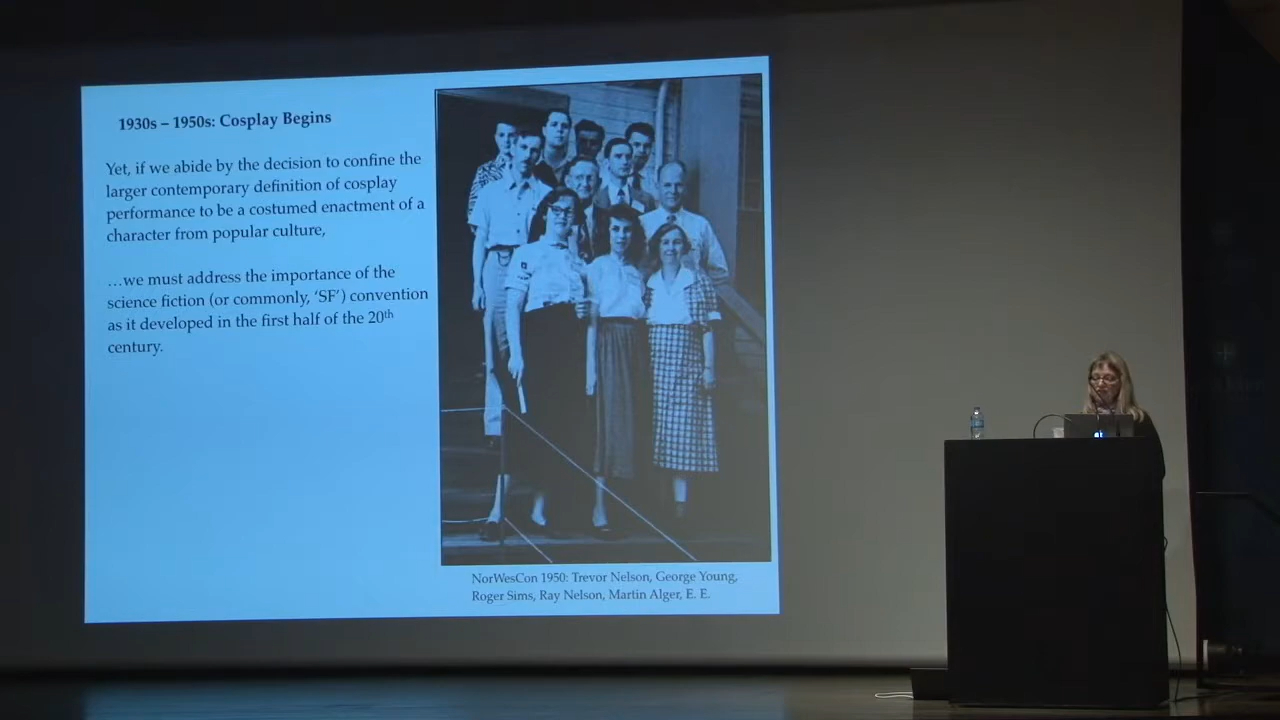 1930s – 1950s: Cosplay Begins
Yet, if we abide by the decision to confine the
larger contemporary definition of cosplay
performance to be a costumed enactment of a
character from popular culture,
…we must address the importance of the
science fiction (or commonly, ‘SF’) convention
as it developed in the first half of the 20th
century.
NorWesCon 1950: Trevor Nelson, George Young,
Roger Sims, Ray Nelson, Martin Alger, E. E.